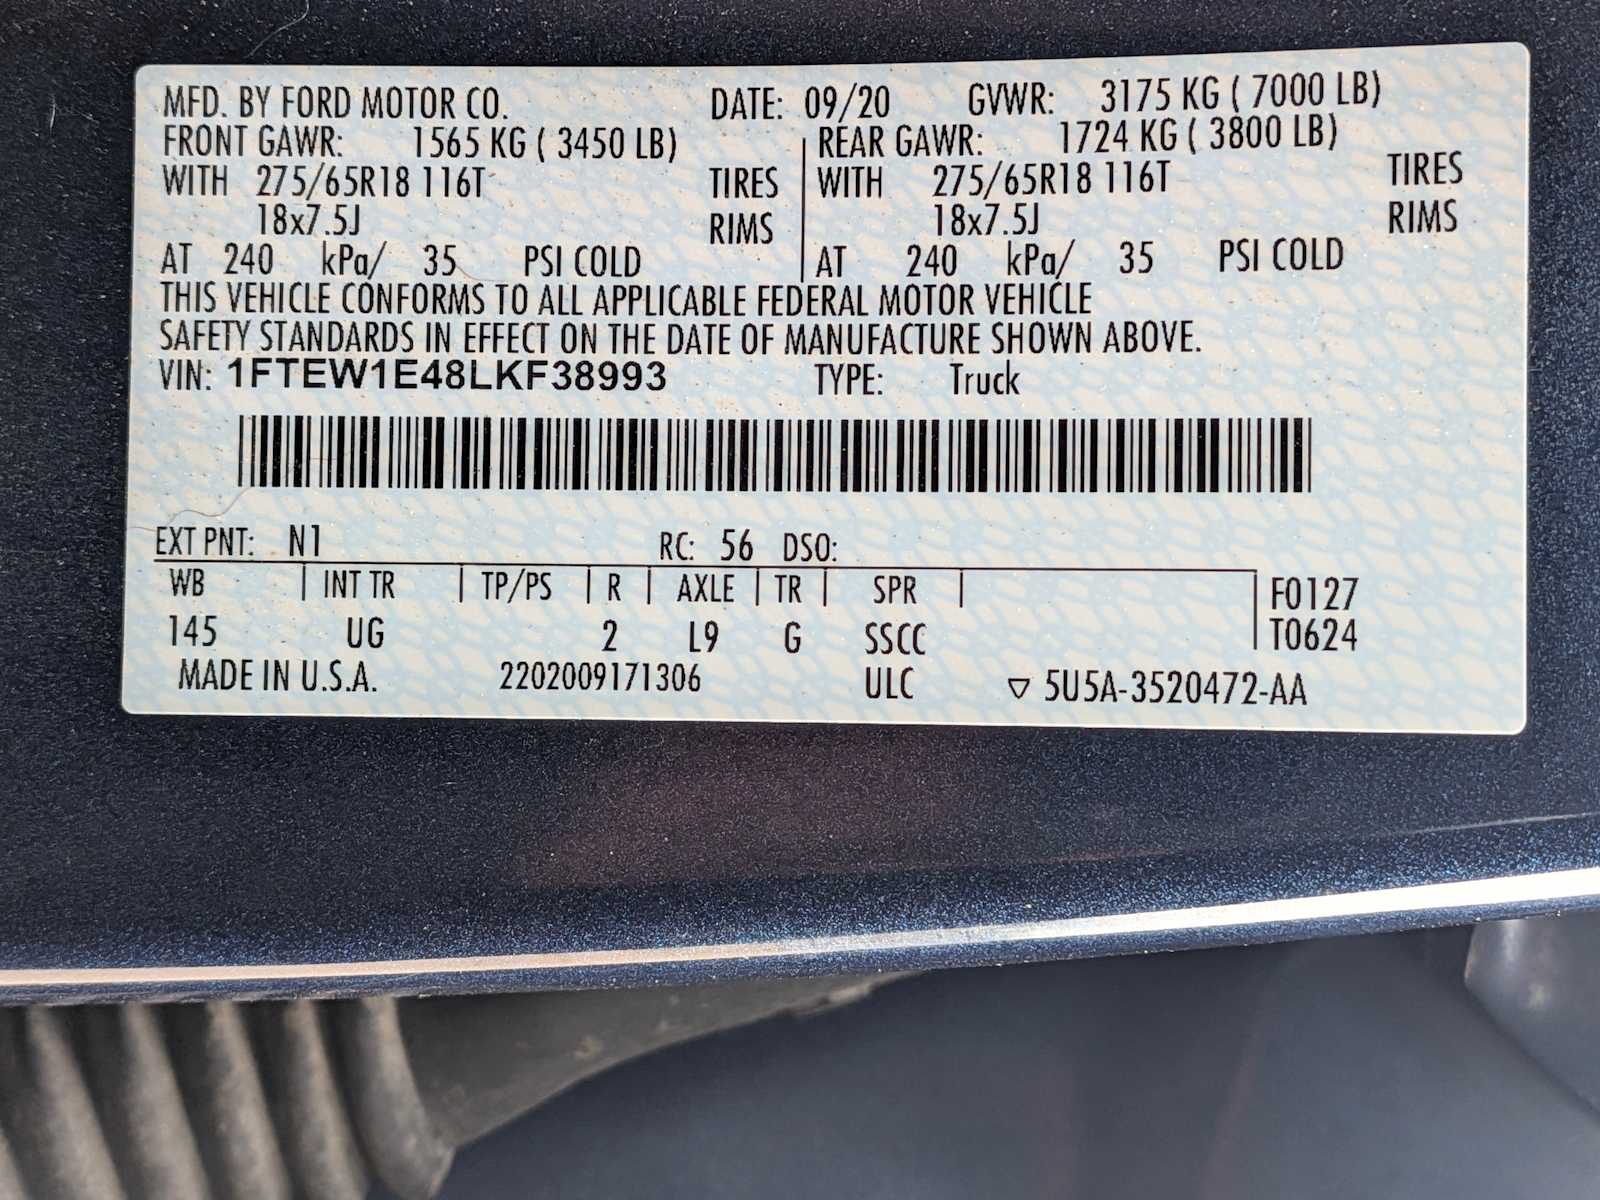 MFD. BY FORD MOTOR CO. DATE: 09/20 GVWR: 3175 KG ( 7000 LB)
FRONT GAWR: 1565 KG ( 3450 LB) REAR GAWR: 1724 KG ( 3800 LB)
WITH 275/65R18 116T TIRES WITH 275/65R18 116T TIRES
18x7.5J RIMS 18x7.5J RIMS
AT 240 kPa/ 35 PSI COLD AT 240 kPa/ 35 PSI COLD
THIS VEHICLE CONFORMS TO ALL APPLICABLE FEDERAL MOTOR VEHICLE
SAFETY STANDARDS IN EFFECT ON THE DATE OF MANUFACTURE SHOWN ABOVE.
VIN: 1FTEW1E48LKF38993 TYPE: Truck
EXT PNT: N1 RC: 56 DSO:
WB INT TR TP/PS R AXLE TR SPR F0127
145 UG 2 L9 G SSCC T0624
MADE IN U.S.A. 2202009171306 ULC ▽ 5U5A-3520472-AA